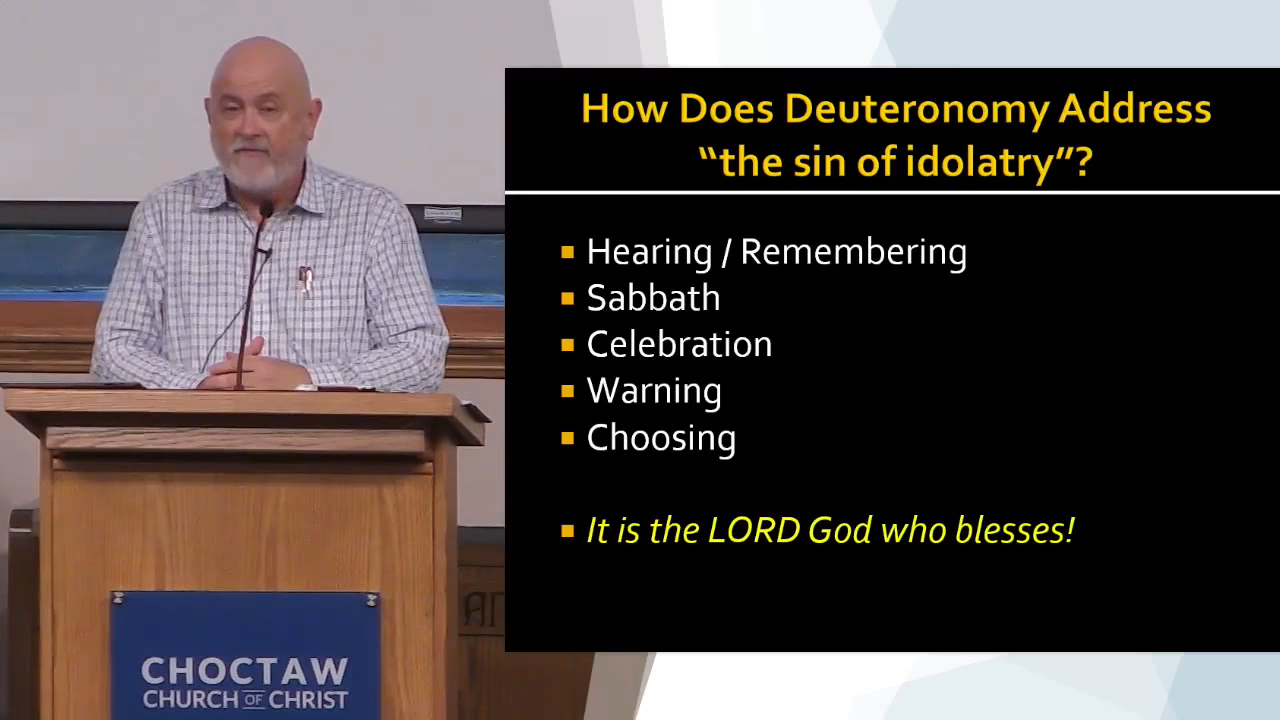 How Does Deuteronomy Address
“the sin of idolatry”?
Hearing / Remembering
Sabbath
Celebration
Warning
Choosing
It is the LORD God who blesses!
CHOCTAW
CHURCH OF CHRIST